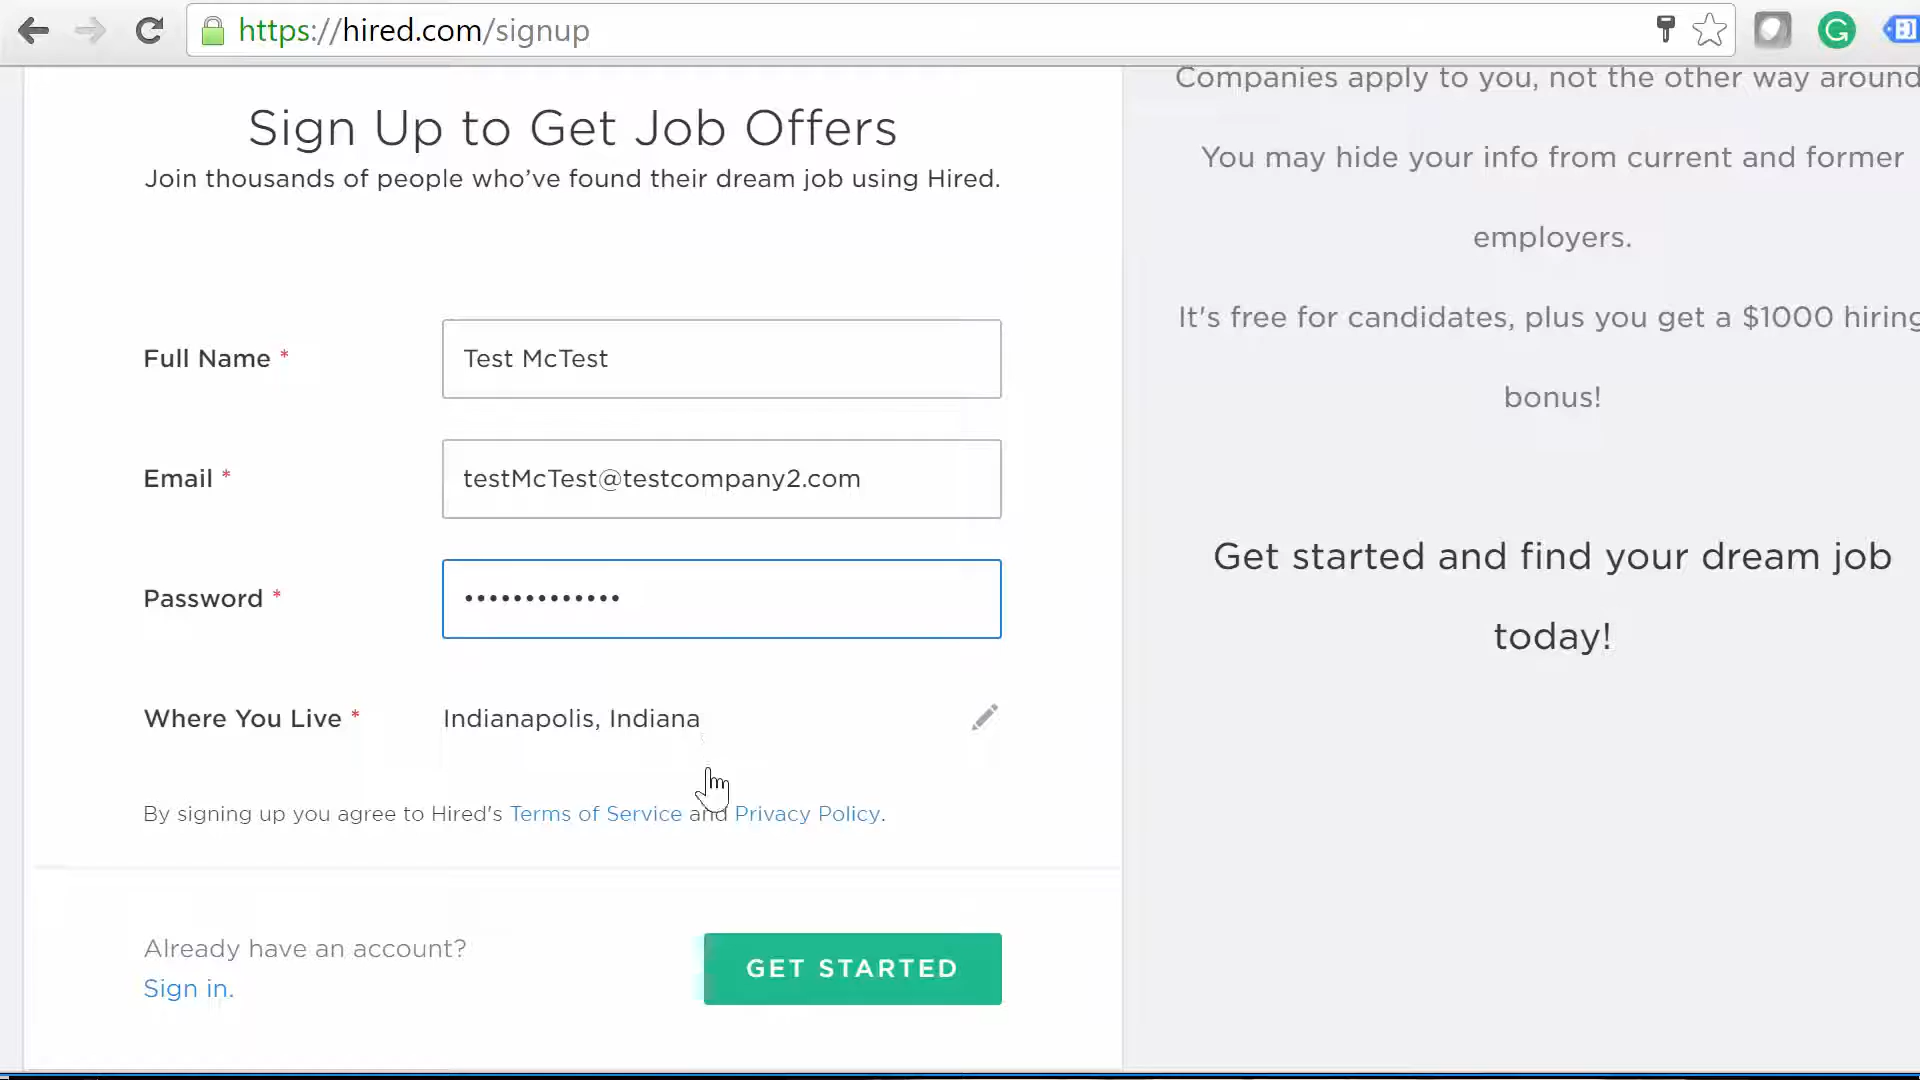 https://hired.com/signup
Sign Up to Get Job Offers
Join thousands of people who’ve found their dream job using Hired.
Full Name *
Test McTest
Email *
testMcTest@testcompany2.com
Password *
•••••••••••••
Where You Live *
Indianapolis, Indiana
By signing up you agree to Hired's Terms of Service and Privacy Policy.
Already have an account?
Sign in.
GET STARTED
Companies apply to you, not the other way around
You may hide your info from current and former
employers.
It's free for candidates, plus you get a $1000 hiring
bonus!
Get started and find your dream job
today!